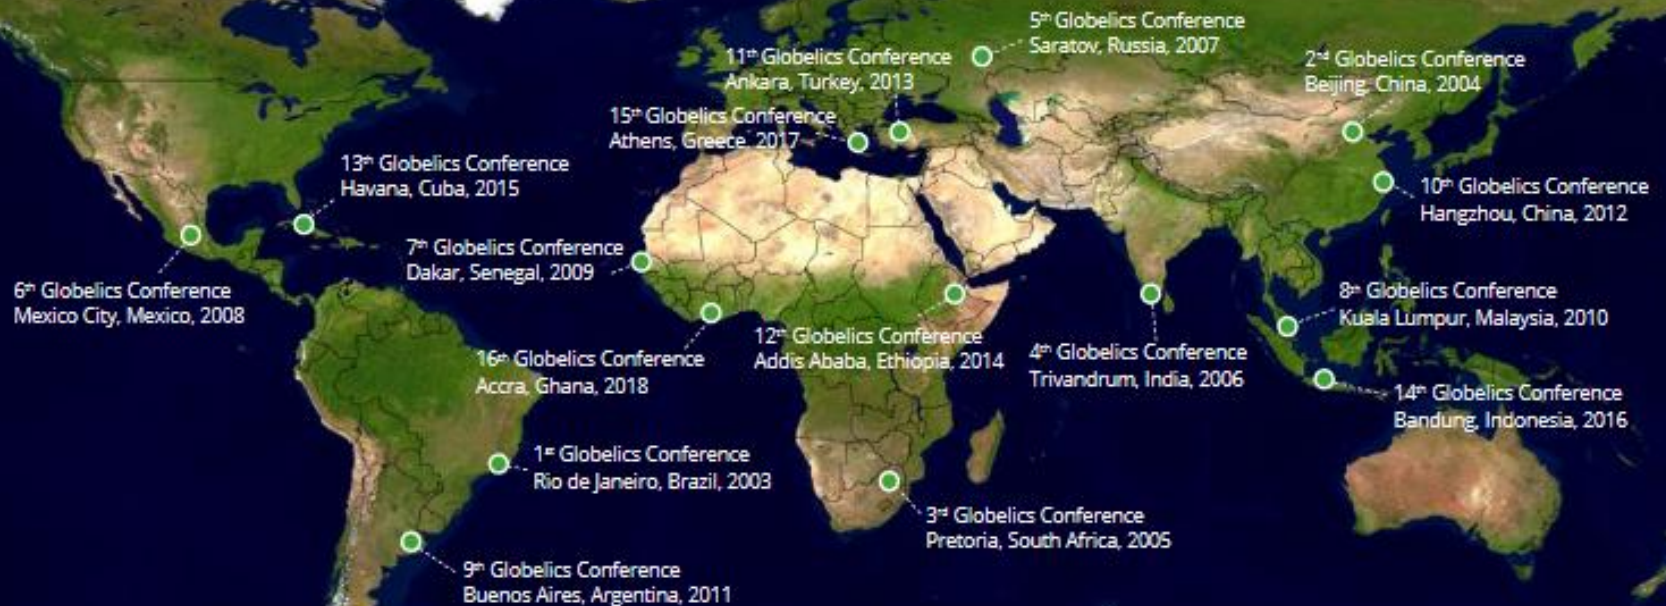 5th Globelics Conference
Saratov, Russia, 2007
11th Globelics Conference
Ankara, Turkey, 2013
2nd Globelics Conference
Beijing, China, 2004
15th Globelics Conference
Athens, Greece, 2017
13th Globelics Conference
Havana, Cuba, 2015
10th Globelics Conference
Hangzhou, China, 2012
7th Globelics Conference
Dakar, Senegal, 2009
6th Globelics Conference
Mexico City, Mexico, 2008
8th Globelics Conference
Kuala Lumpur, Malaysia, 2010
12th Globelics Conference
Addis Ababa, Ethiopia, 2014
4th Globelics Conference
Trivandrum, India, 2006
16th Globelics Conference
Accra, Ghana, 2018
14th Globelics Conference
Bandung, Indonesia, 2016
1st Globelics Conference
Rio de Janeiro, Brazil, 2003
3rd Globelics Conference
Pretoria, South Africa, 2005
9th Globelics Conference
Buenos Aires, Argentina, 2011